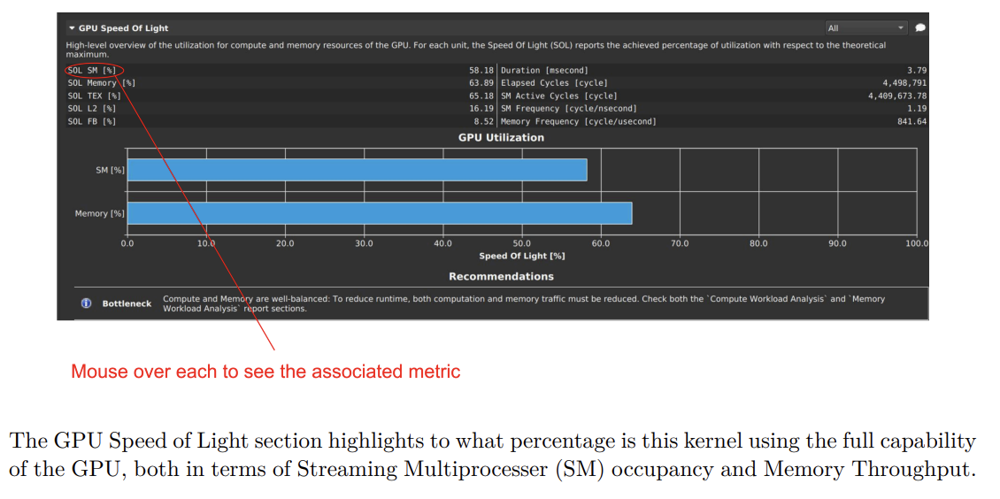 GPU Speed Of Light
All
High-level overview of the utilization for compute and memory resources of the GPU. For each unit, the Speed Of Light (SOL) reports the achieved percentage of utilization with respect to the theoretical
maximum.
SOL SM [%] 58.18 Duration [msecond] 3.79
SOL Memory [%] 63.89 Elapsed Cycles [cycle] 4,498,791
SOL TEX [%] 65.18 SM Active Cycles [cycle] 4,409,673.78
SOL L2 [%] 16.19 SM Frequency [cycle/nsecond] 1.19
SOL FB [%] 8.52 Memory Frequency [cycle/usecond] 841.64
GPU Utilization
SM [%]
Memory [%]
0.0 10.0 20.0 30.0 40.0 50.0 60.0 70.0 80.0 90.0 100.0
Speed Of Light [%]
Recommendations
Bottleneck
Compute and Memory are well-balanced: To reduce runtime, both computation and memory traffic must be reduced. Check both the `Compute Workload Analysis` and `Memory
Workload Analysis` report sections.
Mouse over each to see the associated metric
The GPU Speed of Light section highlights to what percentage is this kernel using the full capability
of the GPU, both in terms of Streaming Multiprocesser (SM) occupancy and Memory Throughput.